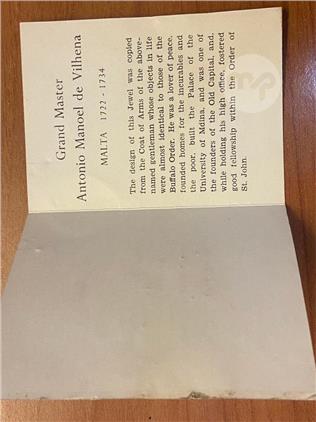 Grand Master
Antonio Manoel de Vilhena
MALTA 1722 - 1734
The design of this Jewel was copied
from the Coat of Arms of the above-
named gentleman whose objects in life
were almost identical to those of the
Buffalo Order. He was a lover of peace,
founded homes for the incurables and
the poor, built the Palace of the
University of Mdina, and was one of
the founders of the Old Capital, and,
while holding his high office, fostered
good fellowship within the Order of
St. John.